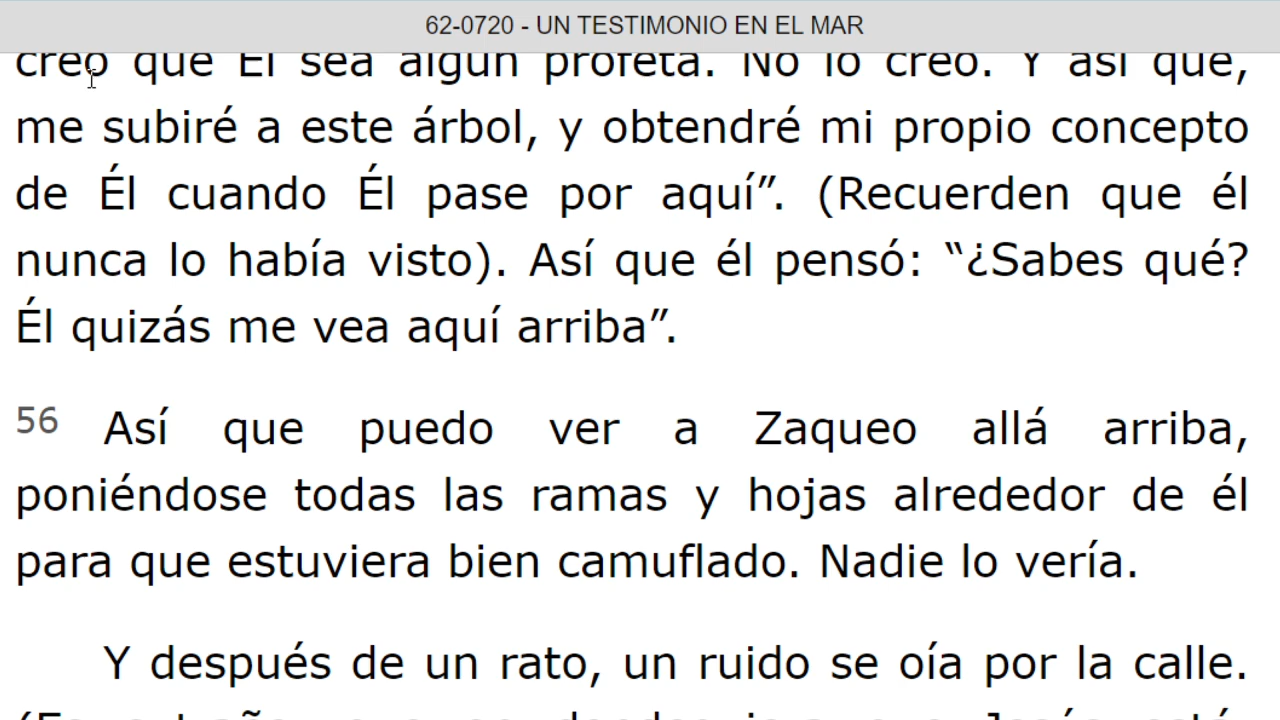 62-0720 - UN TESTIMONIO EN EL MAR
creo que Él sea algún profeta. No lo creo. Y así que,
me subiré a este árbol, y obtendré mi propio concepto
de Él cuando Él pase por aquí”. (Recuerden que él
nunca lo había visto). Así que él pensó: “¿Sabes qué?
Él quizás me vea aquí arriba”.
56 Así que puedo ver a Zaqueo allá arriba,
poniéndose todas las ramas y hojas alrededor de él
para que estuviera bien camuflado. Nadie lo vería.
Y después de un rato, un ruido se oía por la calle.